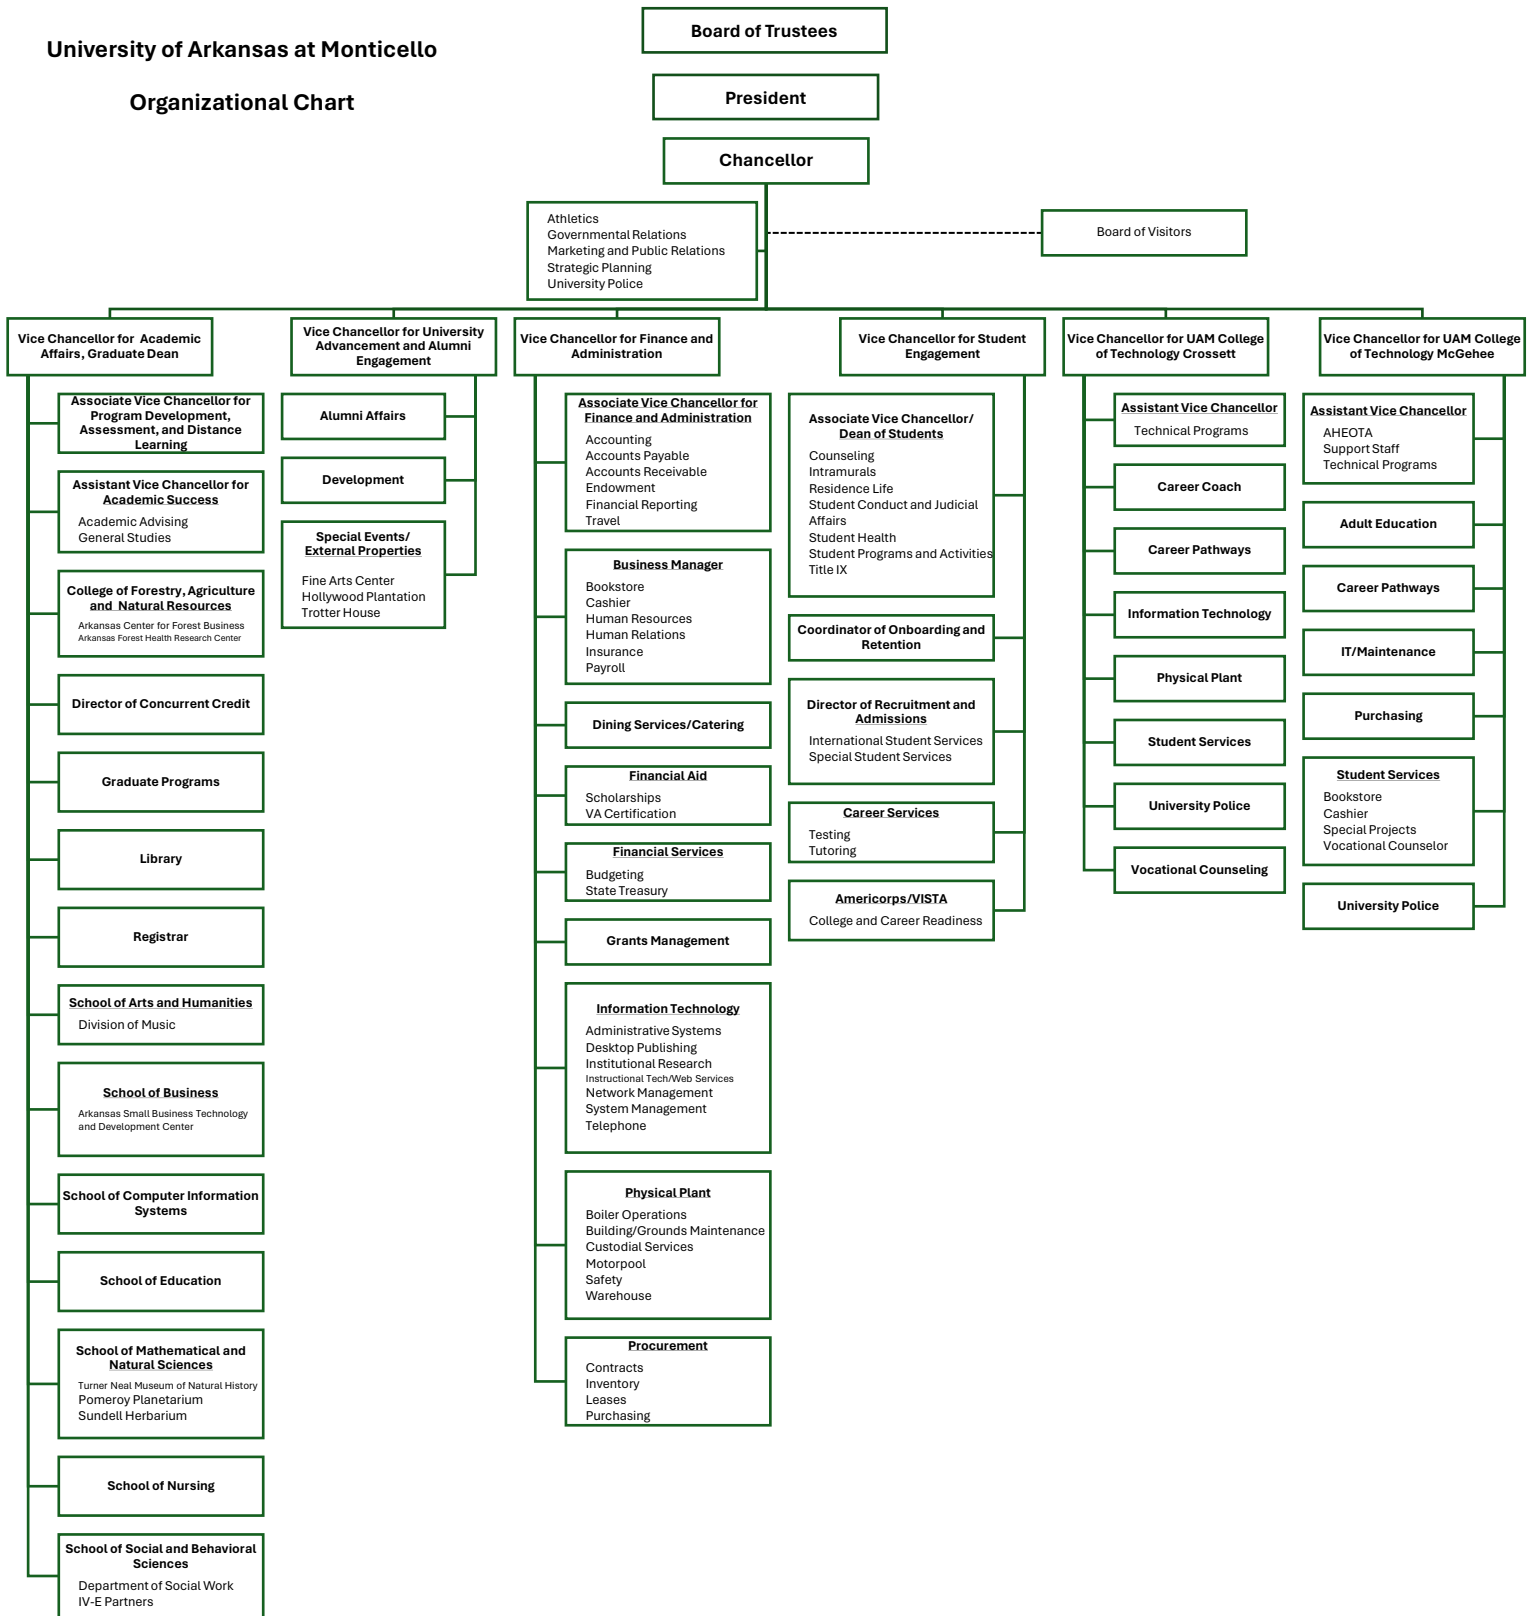 University of Arkansas at Monticello
Organizational Chart
Board of Trustees
President
Chancellor
Athletics
Governmental Relations
Marketing and Public Relations
Strategic Planning
University Police
Board of Visitors
Vice Chancellor for Academic
Affairs, Graduate Dean
Associate Vice Chancellor for
Program Development,
Assessment, and Distance
Learning
Assistant Vice Chancellor for
Academic Success
Academic Advising
General Studies
College of Forestry, Agriculture
and Natural Resources
Arkansas Center for Forest Business
Arkansas Forest Health Research Center
Director of Concurrent Credit
Graduate Programs
Library
Registrar
School of Arts and Humanities
Division of Music
School of Business
Arkansas Small Business Technology
and Development Center
School of Computer Information
Systems
School of Education
School of Mathematical and
Natural Sciences
Turner Neal Museum of Natural History
Pomeroy Planetarium
Sundell Herbarium
School of Nursing
School of Social and Behavioral
Sciences
Department of Social Work
IV-E Partners
Vice Chancellor for University
Advancement and Alumni
Engagement
Alumni Affairs
Development
Special Events/
External Properties
Fine Arts Center
Hollywood Plantation
Trotter House
Vice Chancellor for Finance and
Administration
Associate Vice Chancellor for
Finance and Administration
Accounting
Accounts Payable
Accounts Receivable
Endowment
Financial Reporting
Travel
Business Manager
Bookstore
Cashier
Human Resources
Human Relations
Insurance
Payroll
Dining Services/Catering
Financial Aid
Scholarships
VA Certification
Financial Services
Budgeting
State Treasury
Grants Management
Information Technology
Administrative Systems
Desktop Publishing
Institutional Research
Instructional Tech/Web Services
Network Management
System Management
Telephone
Physical Plant
Boiler Operations
Building/Grounds Maintenance
Custodial Services
Motorpool
Safety
Warehouse
Procurement
Contracts
Inventory
Leases
Purchasing
Vice Chancellor for Student
Engagement
Associate Vice Chancellor/
Dean of Students
Counseling
Intramurals
Residence Life
Student Conduct and Judicial
Affairs
Student Health
Student Programs and Activities
Title IX
Coordinator of Onboarding and
Retention
Director of Recruitment and
Admissions
International Student Services
Special Student Services
Career Services
Testing
Tutoring
Americorps/VISTA
College and Career Readiness
Vice Chancellor for UAM College
of Technology Crossett
Assistant Vice Chancellor
Technical Programs
Career Coach
Career Pathways
Information Technology
Physical Plant
Student Services
University Police
Vocational Counseling
Vice Chancellor for UAM College
of Technology McGehee
Assistant Vice Chancellor
AHEOTA
Support Staff
Technical Programs
Adult Education
Career Pathways
IT/Maintenance
Purchasing
Student Services
Bookstore
Cashier
Special Projects
Vocational Counselor
University Police